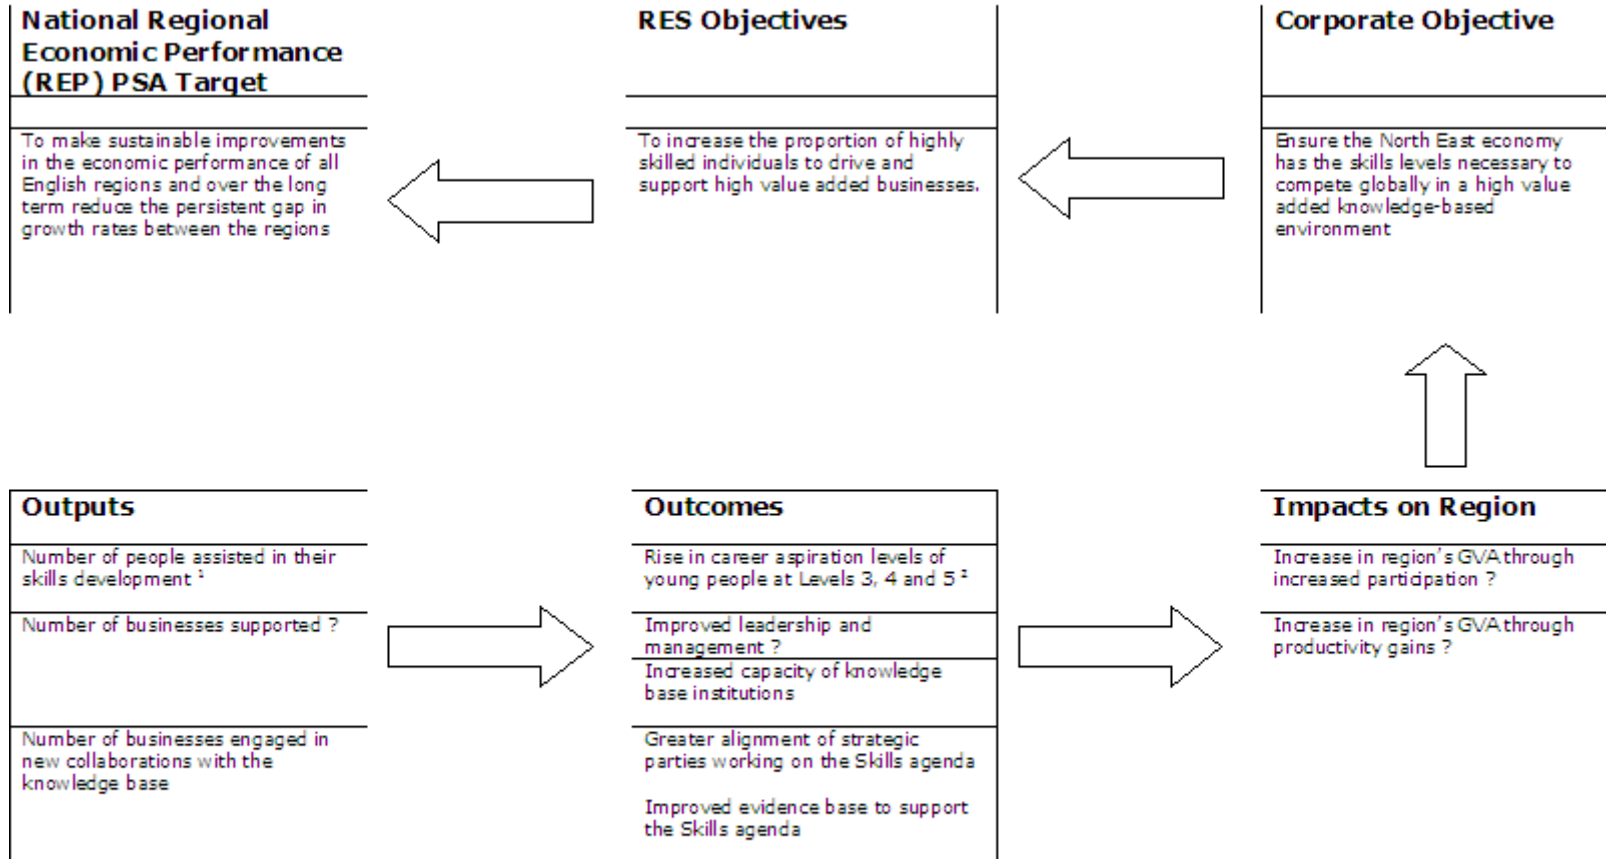 National Regional
Economic Performance
(REP) PSA Target
To make sustainable improvements
in the economic performance of all
English regions and over the long
term reduce the persistent gap in
growth rates between the regions
RES Objectives
To increase the proportion of highly
skilled individuals to drive and
support high value added businesses.
Corporate Objective
Ensure the North East economy
has the skills levels necessary to
compete globally in a high value
added knowledge-based
environment
Outputs
Number of people assisted in their
skills development ¹
Number of businesses supported ?
Number of businesses engaged in
new collaborations with the
knowledge base
Outcomes
Rise in career aspiration levels of
young people at Levels 3, 4 and 5 ²
Improved leadership and
management ?
Increased capacity of knowledge
base institutions
Greater alignment of strategic
parties working on the Skills agenda
Improved evidence base to support
the Skills agenda
Impacts on Region
Increase in region's GVA through
increased participation ?
Increase in region's GVA through
productivity gains ?